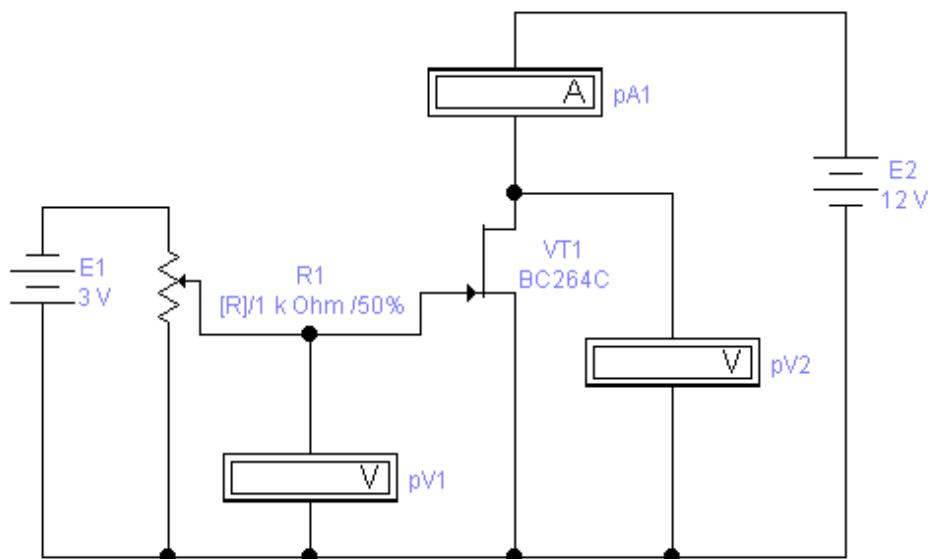 A
pA1
E2
12 V
E1
3 V
R1
[R]/1 k Ohm /50%
VT1
BC264C
V
pV2
V
pV1